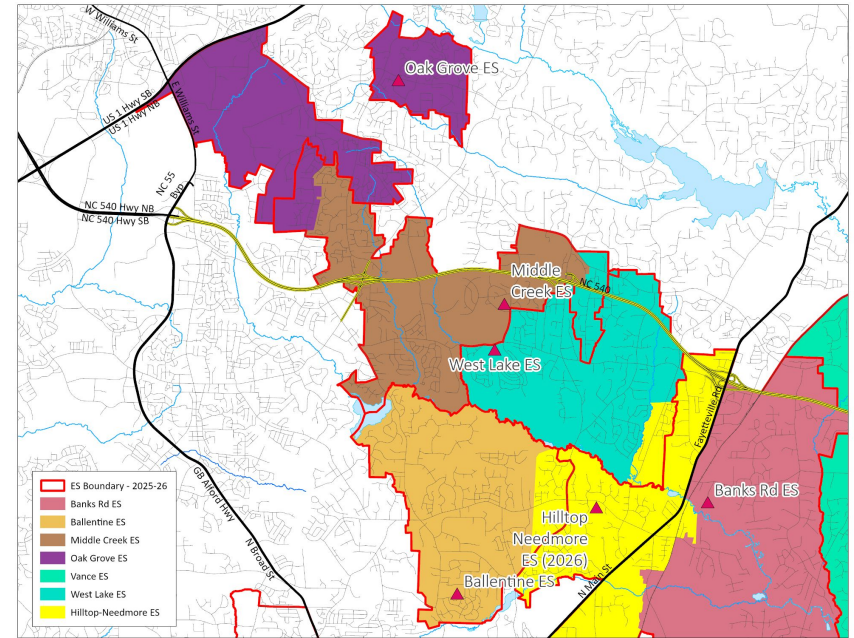 W Williams St
Oak Grove ES
US 1 Hwy SB
US 1 Hwy NB
E Williams St
NC 55
Byp
NC 540 Hwy NB
NC 540 Hwy SB
Middle
Creek ES
NC 540
West Lake ES
Fayetteville Rd
GB Alford Hwy
N Broad St
Banks Rd ES
Hilltop
Needmore
ES (2026)
Ballentine ES
N Main St
ES Boundary - 2025-26
Banks Rd ES
Ballentine ES
Middle Creek ES
Oak Grove ES
Vance ES
West Lake ES
Hilltop-Needmore ES